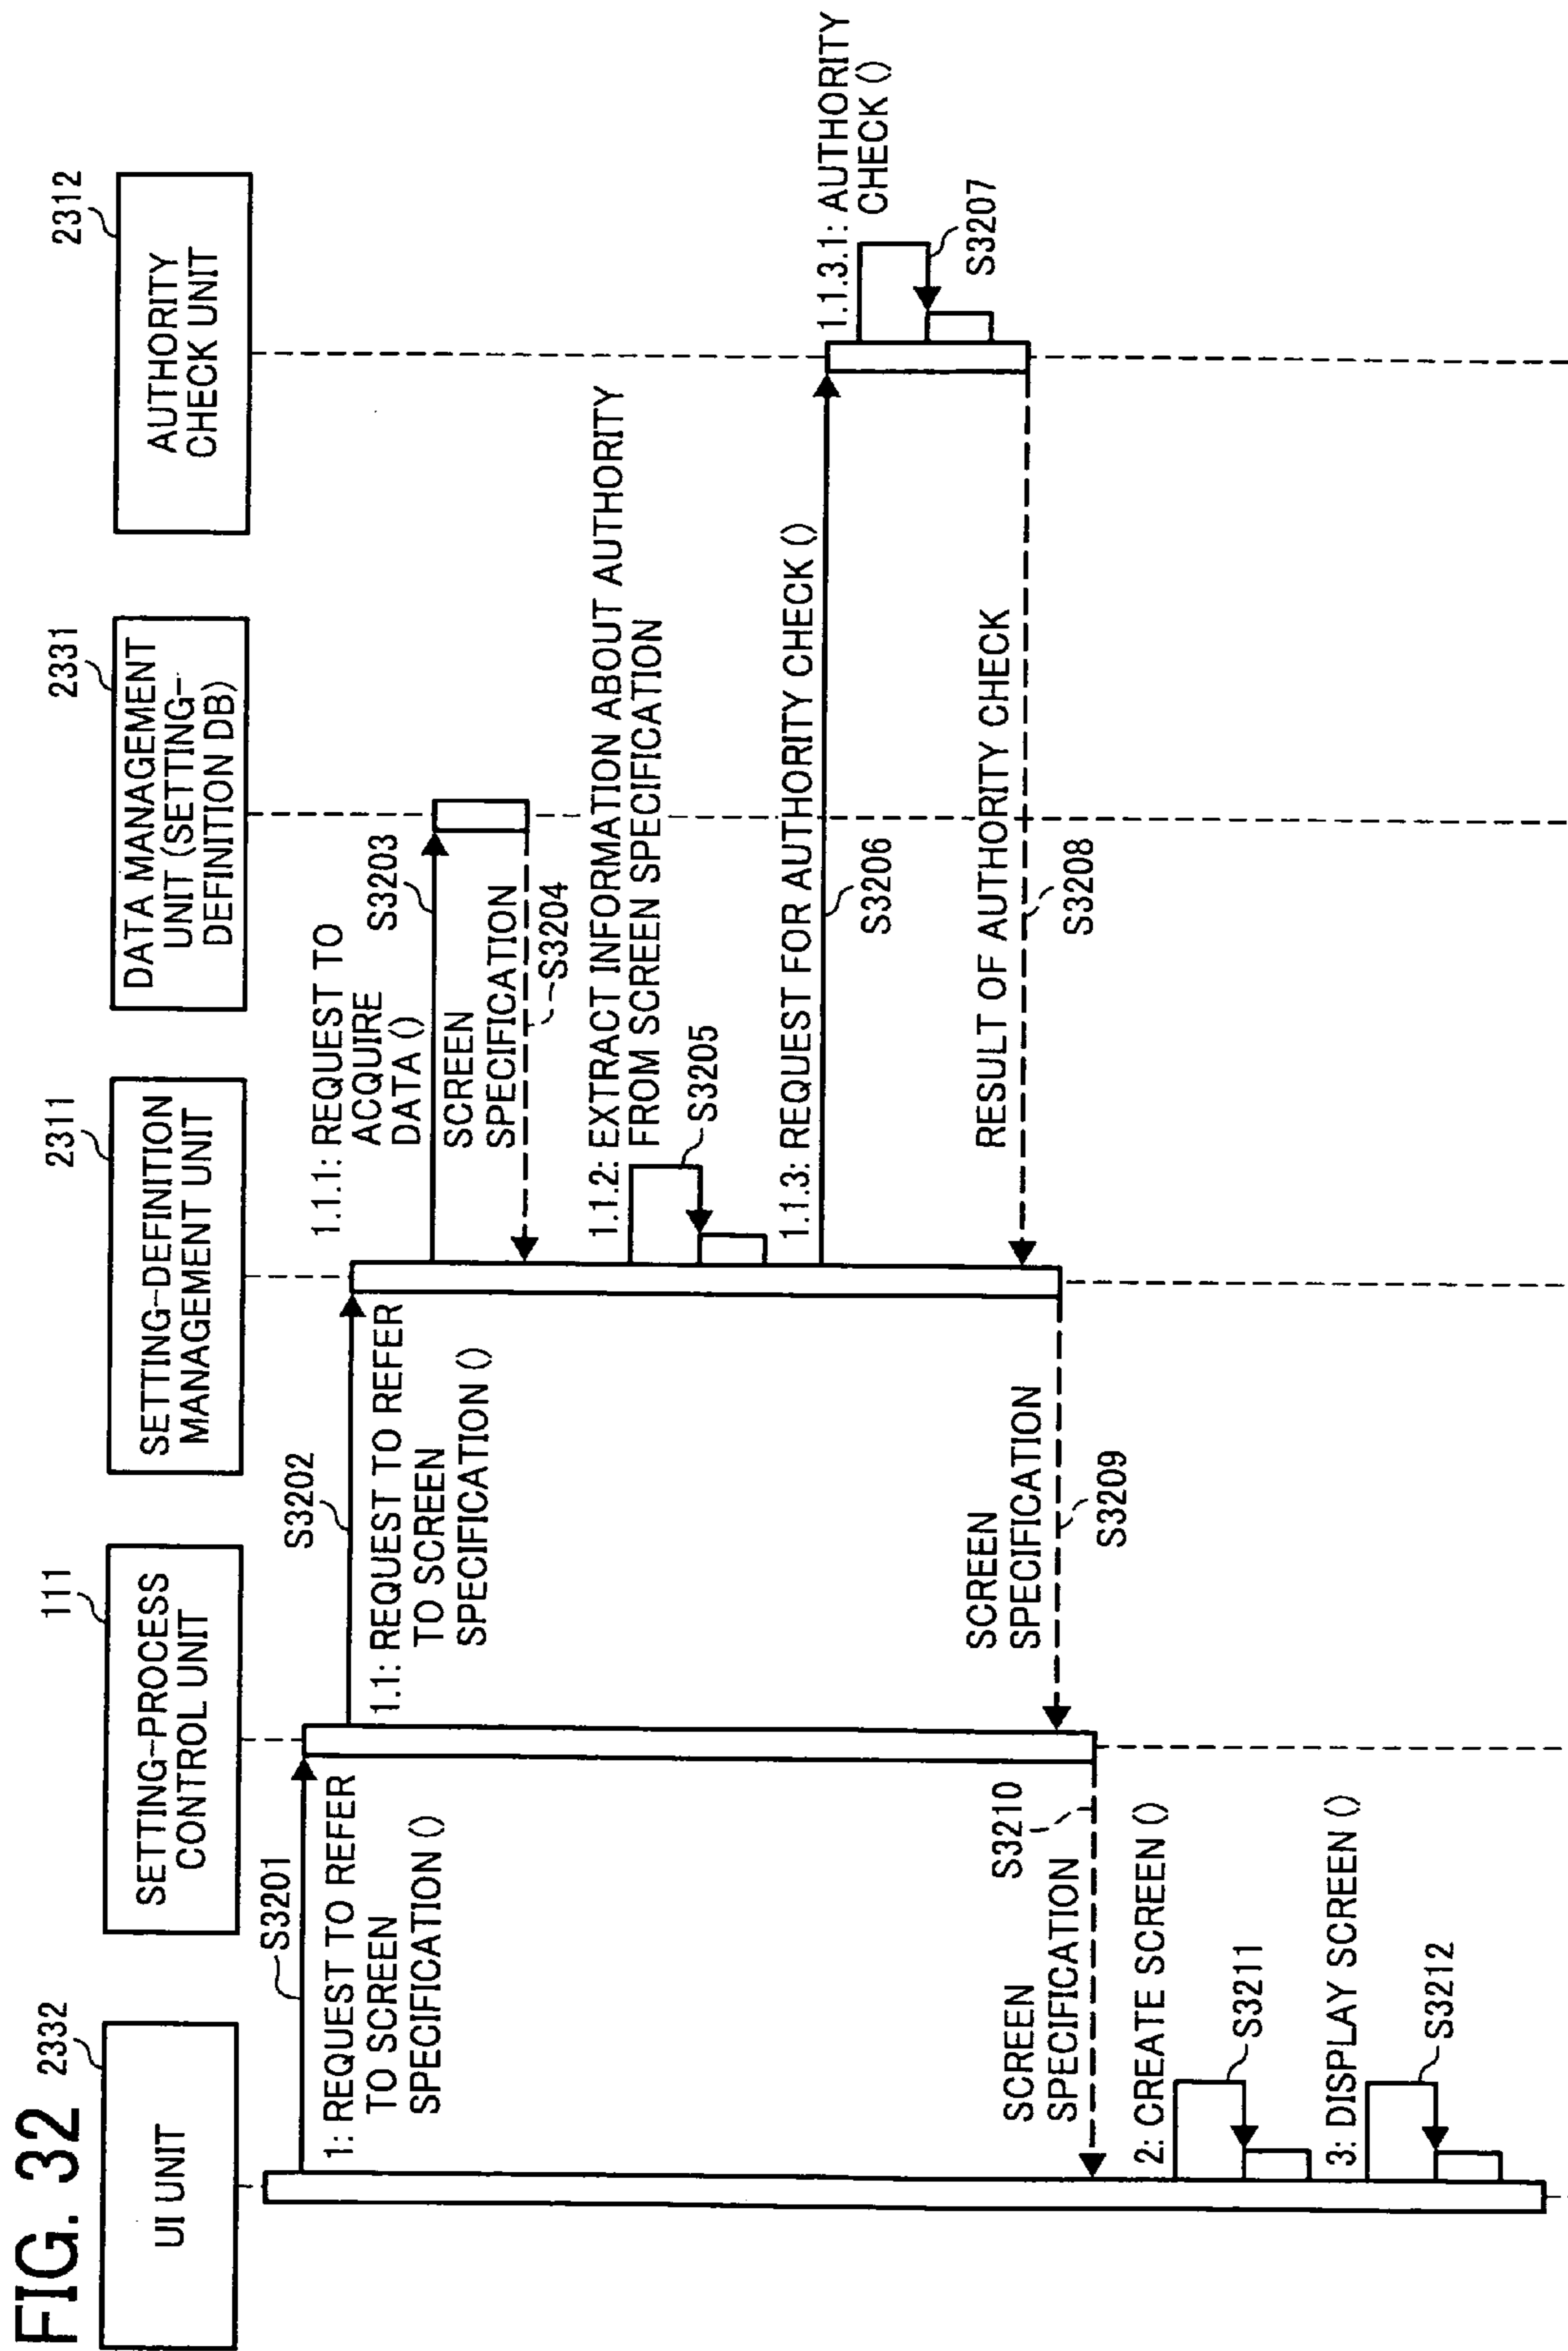 FIG. 32
2332
UI UNIT
111
SETTING-PROCESS
CONTROL UNIT
2311
SETTING-DEFINITION
MANAGEMENT UNIT
2331
DATA MANAGEMENT
UNIT (SETTING-
DEFINITION DB)
2312
AUTHORITY
CHECK UNIT
S3201
1: REQUEST TO REFER
TO SCREEN
SPECIFICATION ()
S3202
1.1: REQUEST TO REFER
TO SCREEN
SPECIFICATION ()
1.1.1: REQUEST TO
ACQUIRE
DATA ()
S3203
SCREEN
SPECIFICATION
S3204
1.1.2: EXTRACT INFORMATION ABOUT AUTHORITY
FROM SCREEN SPECIFICATION
S3205
1.1.3: REQUEST FOR AUTHORITY CHECK ()
S3206
1.1.3.1: AUTHORITY
CHECK ()
S3207
RESULT OF AUTHORITY CHECK
S3208
SCREEN
SPECIFICATION
S3209
SCREEN
SPECIFICATION
S3210
2: CREATE SCREEN ()
S3211
3: DISPLAY SCREEN ()
S3212